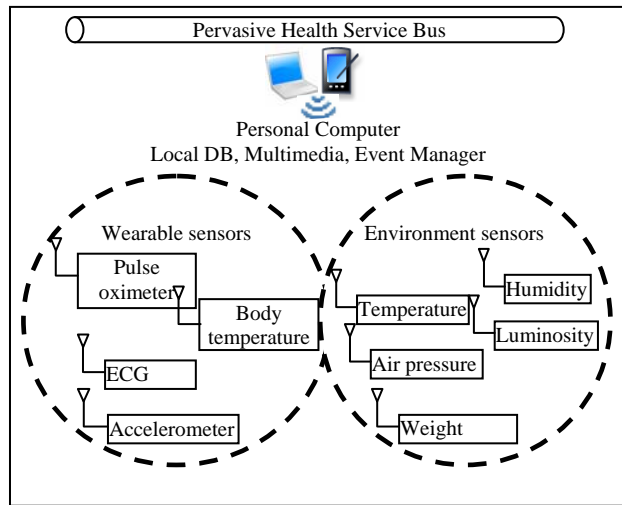 Pervasive Health Service Bus
Personal Computer
Local DB, Multimedia, Event Manager
Wearable sensors
Pulse
oximeter
Body
temperature
ECG
Accelerometer
Environment sensors
Humidity
Temperature
Luminosity
Air pressure
Weight